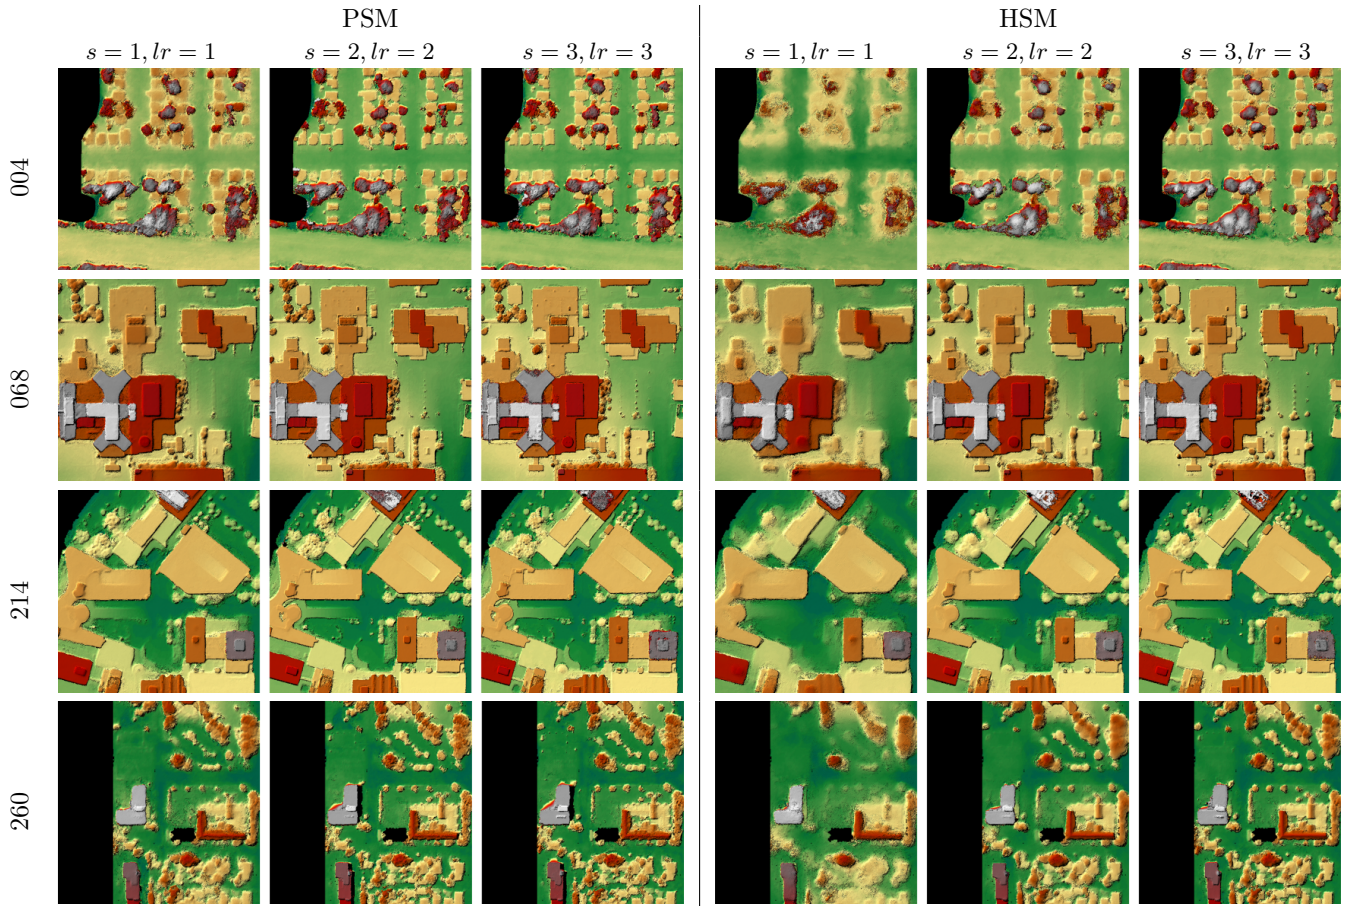 PSM HSM
s = 1, lr = 1 s = 2, lr = 2 s = 3, lr = 3 s = 1, lr = 1 s = 2, lr = 2 s = 3, lr = 3
004
068
214
260